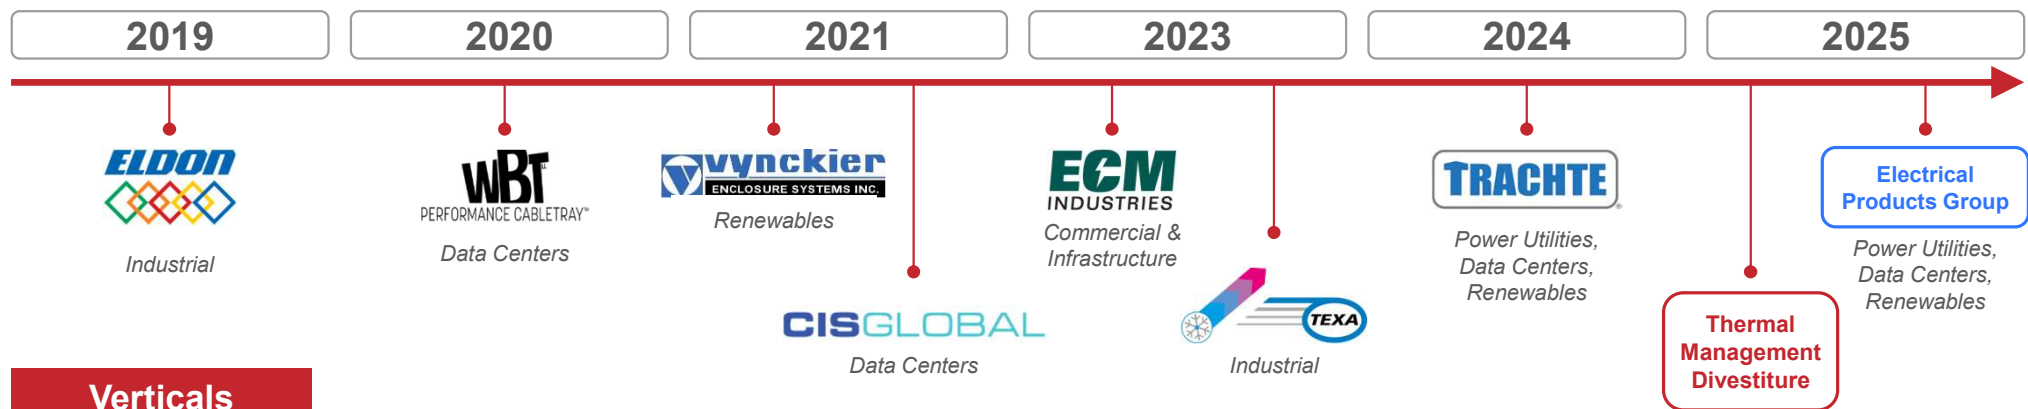 2019
2020
2021
2023
2024
2025
ELDON
Industrial
WBT
PERFORMANCE CABLETRAY™
Data Centers
vynckier
ENCLOSURE SYSTEMS INC.
Renewables
CISGLOBAL
Data Centers
ECM
INDUSTRIES
Commercial &
Infrastructure
TEXA
Industrial
TRACHTE®
Power Utilities,
Data Centers,
Renewables
Thermal
Management
Divestiture
Electrical
Products Group
Power Utilities,
Data Centers,
Renewables
Verticals